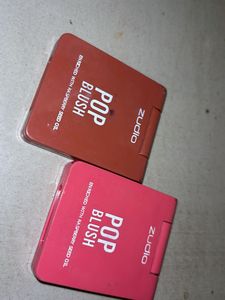 POP
BLUSH
ENRICHED WITH RASPBERRY SEED OIL
ZUDIO
POP
BLUSH
ENRICHED WITH RASPBERRY SEED OIL
ZUDIO